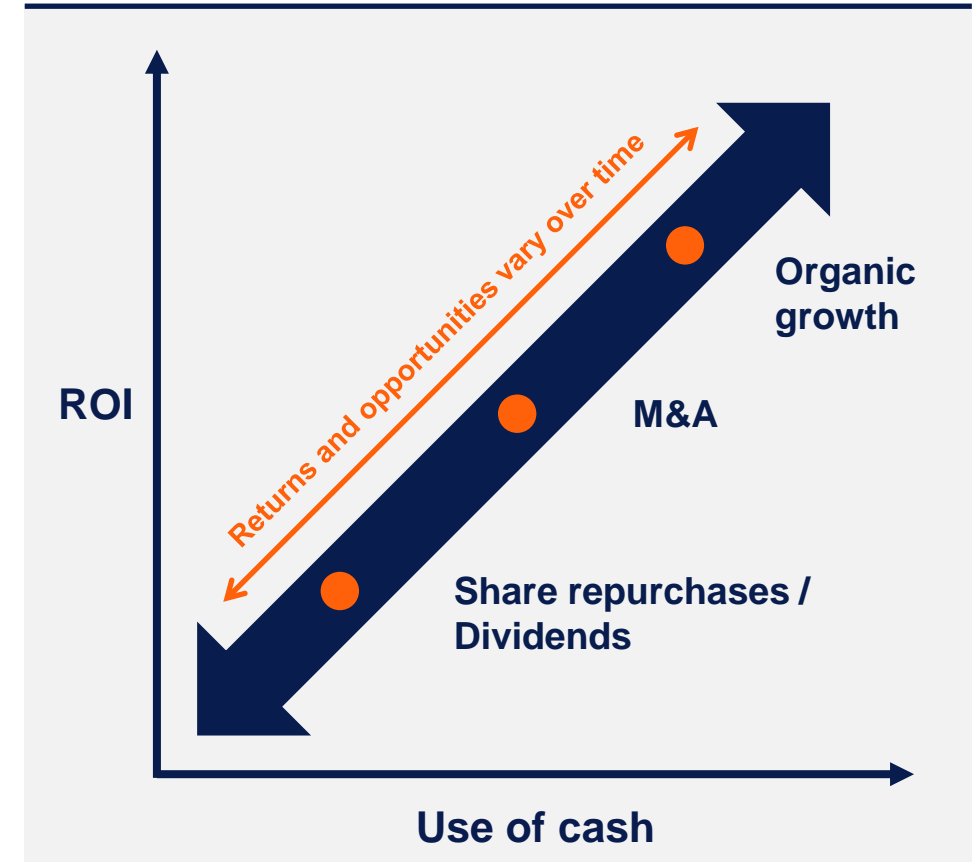 Returns and opportunities vary over time
Organic
growth
ROI
M&A
Share repurchases /
Dividends
Use of cash